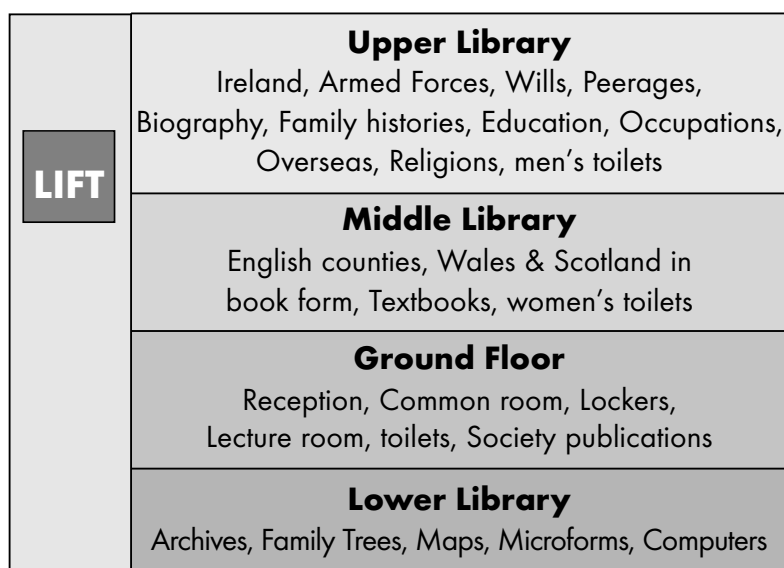 LIFT
Upper Library
Ireland, Armed Forces, Wills, Peerages,
Biography, Family histories, Education, Occupations,
Overseas, Religions, men’s toilets
Middle Library
English counties, Wales & Scotland in
book form, Textbooks, women’s toilets
Ground Floor
Reception, Common room, Lockers,
Lecture room, toilets, Society publications
Lower Library
Archives, Family Trees, Maps, Microforms, Computers